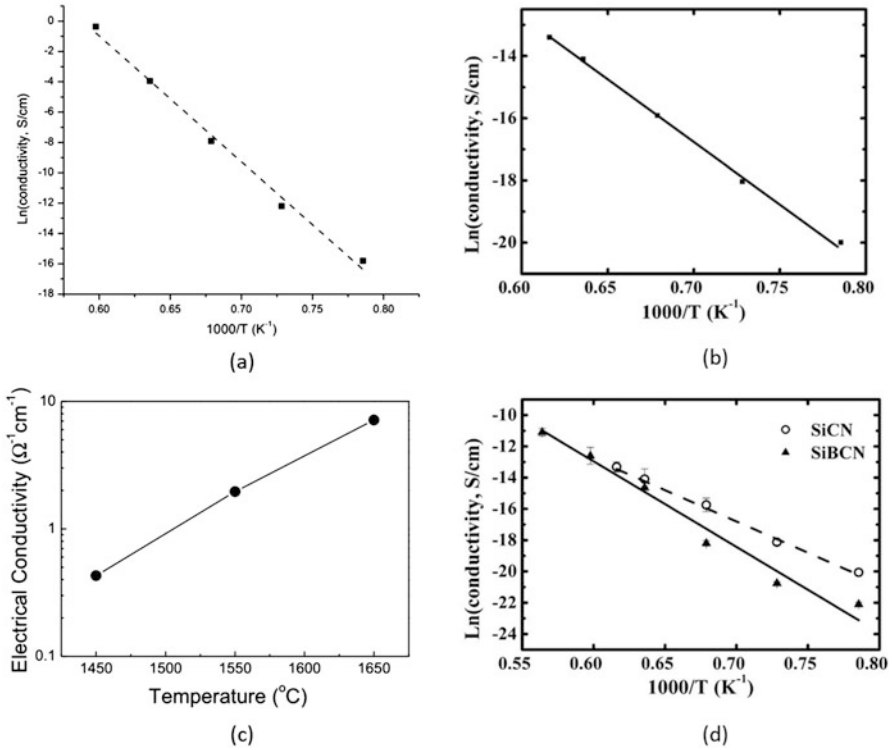 0
-2
-4
-6
-8
-10
-12
-14
-16
-18
Ln(conductivity, S/cm)
0.60 0.65 0.70 0.75 0.80
1000/T (K⁻¹)
(a)
-14
-16
-18
-20
Ln(conductivity, S/cm)
0.60 0.65 0.70 0.75 0.80
1000/T (K⁻¹)
(b)
10
1
0.1
Electrical Conductivity (Ω⁻¹cm⁻¹)
1450 1500 1550 1600 1650
Temperature (°C)
(c)
-10
-12
-14
-16
-18
-20
-22
-24
Ln(conductivity, S/cm)
SiCN
SiBCN
0.55 0.60 0.65 0.70 0.75 0.80
1000/T (K⁻¹)
(d)